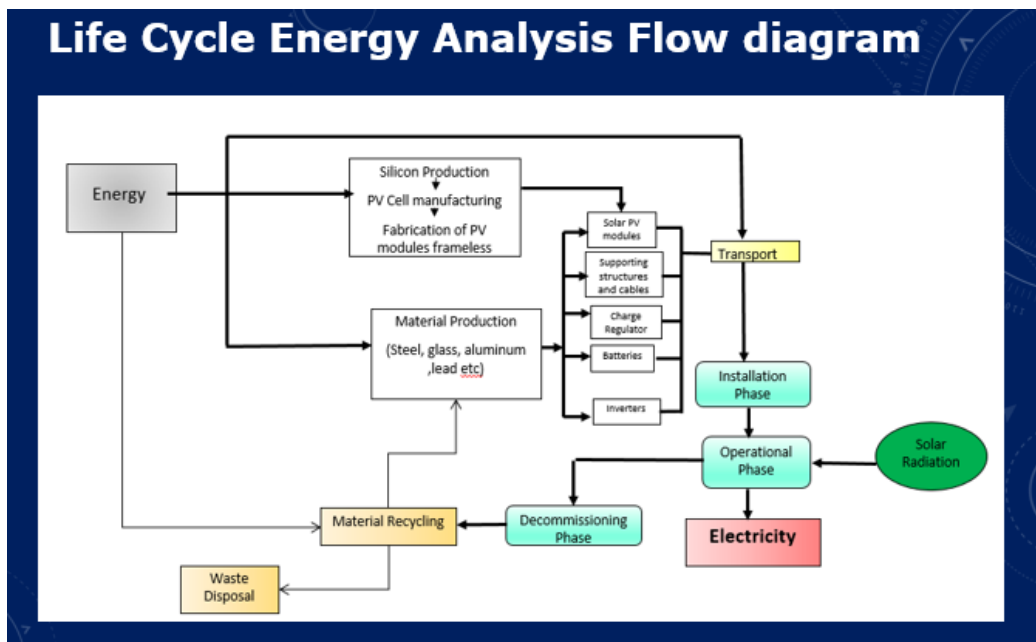 Life Cycle Energy Analysis Flow diagram
Energy
Silicon Production
PV Cell manufacturing
Fabrication of PV
modules frameless
Solar PV
modules
Supporting
structures
and cables
Charge
Regulator
Batteries
Inverters
Transport
Material Production
(Steel, glass, aluminum
,lead etc)
Installation
Phase
Operational
Phase
Solar
Radiation
Electricity
Decommissioning
Phase
Material Recycling
Waste
Disposal